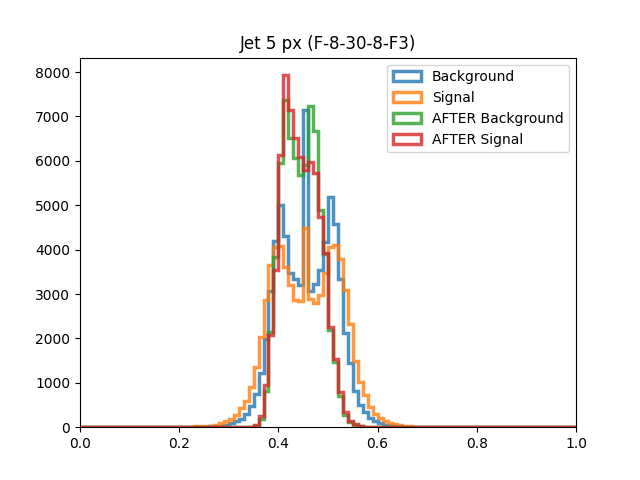 Jet 5 px (F-8-30-8-F3)
Background
Signal
AFTER Background
AFTER Signal
8000
7000
6000
5000
4000
3000
2000
1000
0
0.0 0.2 0.4 0.6 0.8 1.0